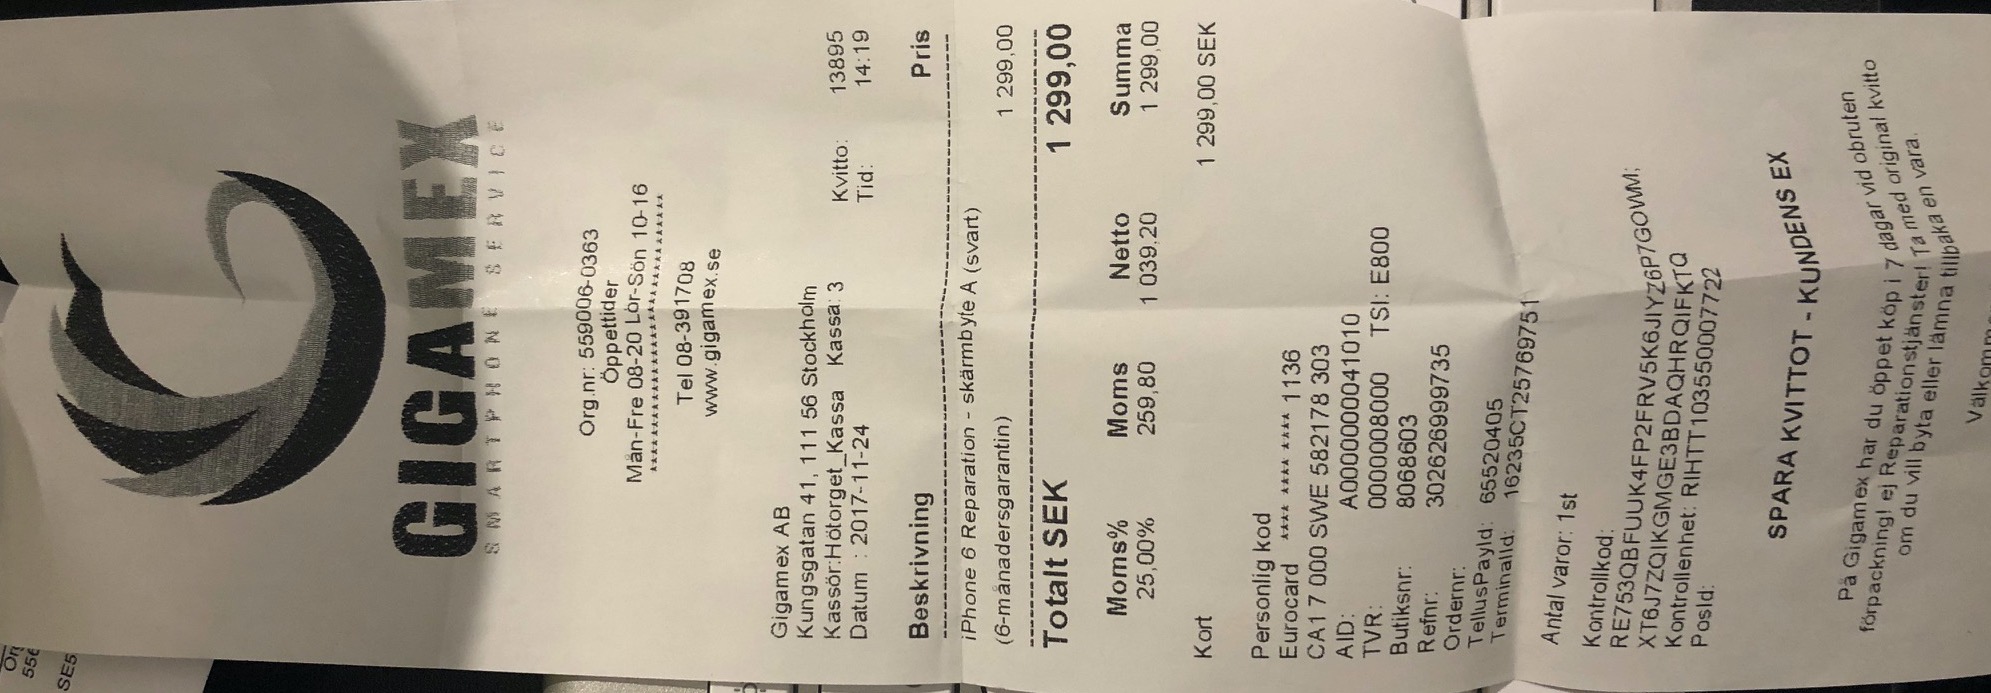 Or
556
SE5
GIGAMEX
SMARTPHONE SERVICE
Org.nr: 559006-0363
Öppettider
Mån-Fre 08-20 Lör-Sön 10-16
********************************
Tel 08-391708
www.gigamex.se
Gigamex AB
Kungsgatan 41, 111 56 Stockholm
Kassör:Hötorget_Kassa Kassa: 3 Kvitto: 13895
Datum : 2017-11-24 Tid: 14:19
Beskrivning Pris
iPhone 6 Reparation - skärmbyte A (svart)
(6-månadersgarantin) 1 299,00
Totalt SEK 1 299,00
Moms% Moms Netto Summa
25,00% 259,80 1 039,20 1 299,00
Kort 1 299,00 SEK
Personlig kod
Eurocard **** **** **** 1136
CA1 7 000 SWE 582178 303
AID: A0000000041010
TVR: 0000008000 TSI: E800
Butiksnr: 8068603
Refnr: 302626999735
Ordernr:
TellusPayId: 65520405
TerminalId: 16235CT25769751
Antal varor: 1st
Kontrollkod:
RE753QBFUUK4FP2FRV5K6JIYZ6P7GOWM;
XT6J7ZQIKGMGE3BDAQHRQIFKTQ
Kontrollenhet: RIHTT103550007722
PosId:
SPARA KVITTOT - KUNDENS EX
På Gigamex har du öppet köp i 7 dagar vid obruten
förpackning! ej Reparationstjänster! Ta med original kvitto
om du vill byta eller lämna tillbaka en vara.
Välkomme